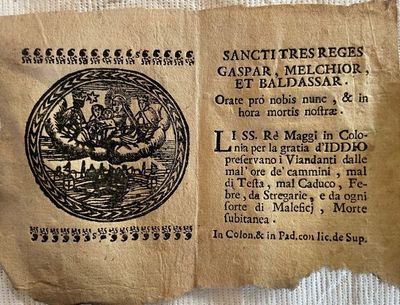 SANCTI TRES REGES
GASPAR, MELCHIOR,
ET BALDASSAR.
Orate pro nobis nunc, & in
hora mortis nostræ.
LI SS. Rè Maggi in Colo-
nia per la gratia d'IDDIO
preservano i Viandanti dalle
mal'ore de' cammini, mal
di Testa, mal Caduco, Fe-
bre, da Stregarie, e da ogni
sorte di Maleficj, Morte
subitanea.
In Colon. & in Pad. con lic. de Sup.